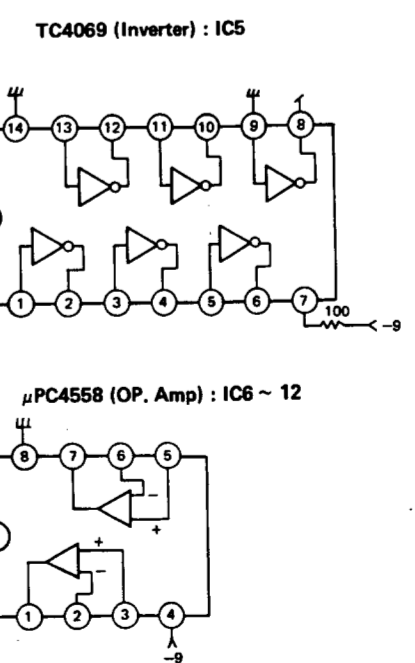 TC4069 (Inverter) : IC5
14 13 12 11 10 9 8
1 2 3 4 5 6 7
100
-9
μPC4558 (OP. Amp) : IC6 ~ 12
8 7 6 5
-
+
+
-
1 2 3 4
-9